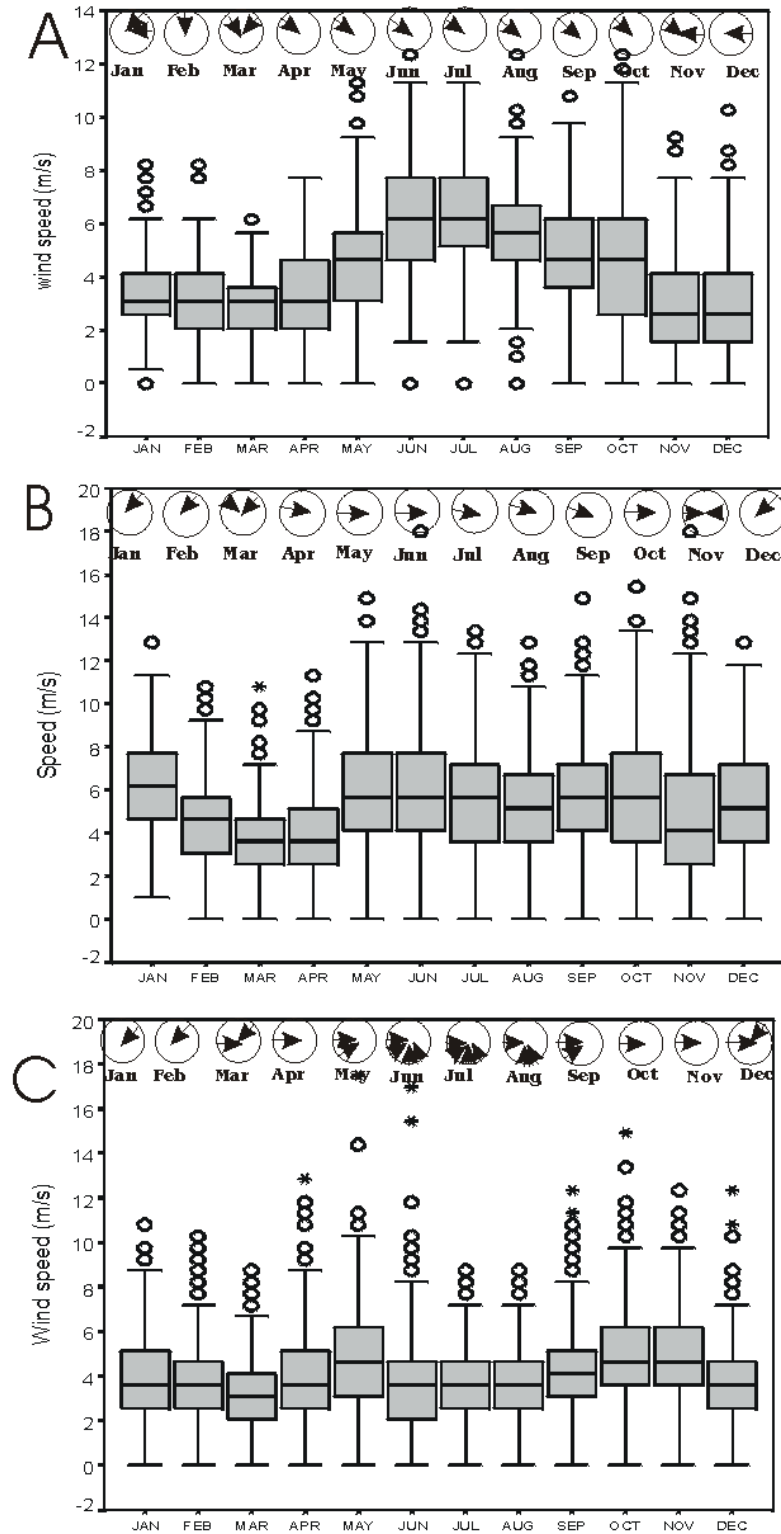 A
14
12
10
8
6
4
2
0
-2
wind speed (m/s)
Jan Feb Mar Apr May Jun Jul Aug Sep Oct Nov Dec
JAN FEB MAR APR MAY JUN JUL AUG SEP OCT NOV DEC
B
20
18
16
14
12
10
8
6
4
2
0
-2
Speed (m/s)
Jan Feb Mar Apr May Jun Jul Aug Sep Oct Nov Dec
JAN FEB MAR APR MAY JUN JUL AUG SEP OCT NOV DEC
C
20
18
16
14
12
10
8
6
4
2
0
-2
Wind speed (m/s)
Jan Feb Mar Apr May Jun Jul Aug Sep Oct Nov Dec
JAN FEB MAR APR MAY JUN JUL AUG SEP OCT NOV DEC